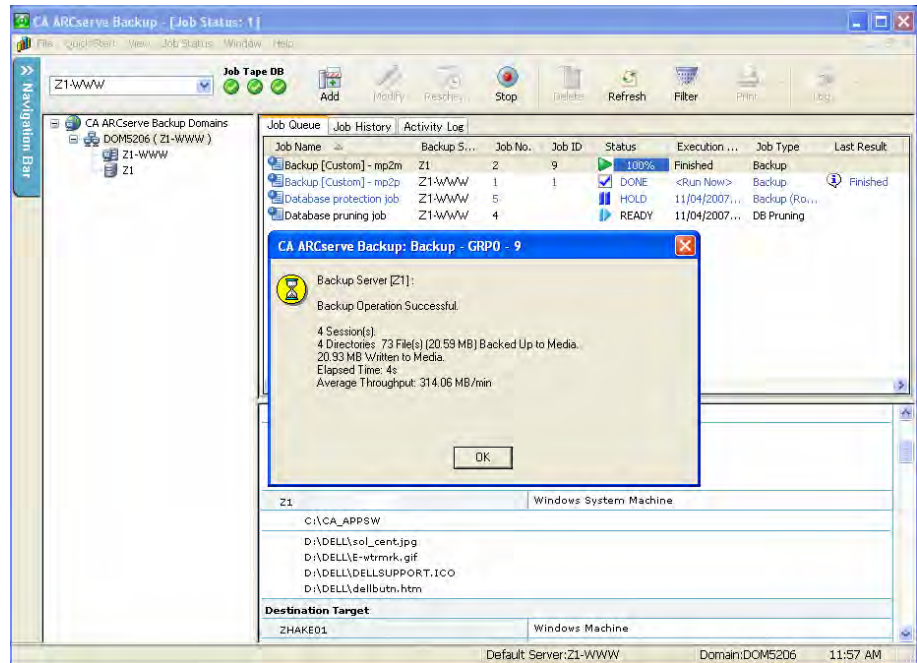 CA ARCserve Backup - [Job Status: 1]
File QuickStart View Job Status Window Help
Z1-WWW
Job Tape DB
Add Modify Stop Delete Refresh Filter Print Log
Navigation Bar
CA ARCserve Backup Domains
DOM5206 ( Z1-WWW )
Z1-WWW
Z1
Job Queue Job History Activity Log
Job Name Backup S... Job No. Job ID Status Execution ... Job Type Last Result
Backup [Custom] - mp2m Z1 2 9 100% Finished Backup
Backup [Custom] - mp2p Z1-WWW 1 1 DONE <Run Now> Backup Finished
Database protection job Z1-WWW 5 HOLD 11/04/2007... Backup (Ro...
Database pruning job Z1-WWW 4 READY 11/04/2007... DB Pruning
CA ARCserve Backup: Backup - GRP0 - 9
Backup Server [Z1] :
Backup Operation Successful.
4 Session(s).
4 Directories 73 File(s) (20.59 MB) Backed Up to Media.
20.93 MB Written to Media.
Elapsed Time: 4s
Average Throughput: 314.06 MB/min
OK
Z1 Windows System Machine
C:\CA_APPSW
D:\DELL\sol_cent.jpg
D:\DELL\E-wtrmrk.gif
D:\DELL\DELLSUPPORT.ICO
D:\DELL\dellbutn.htm
Destination Target
ZHAKE01 Windows Machine
Default Server:Z1-WWW Domain:DOM5206 11:57 AM